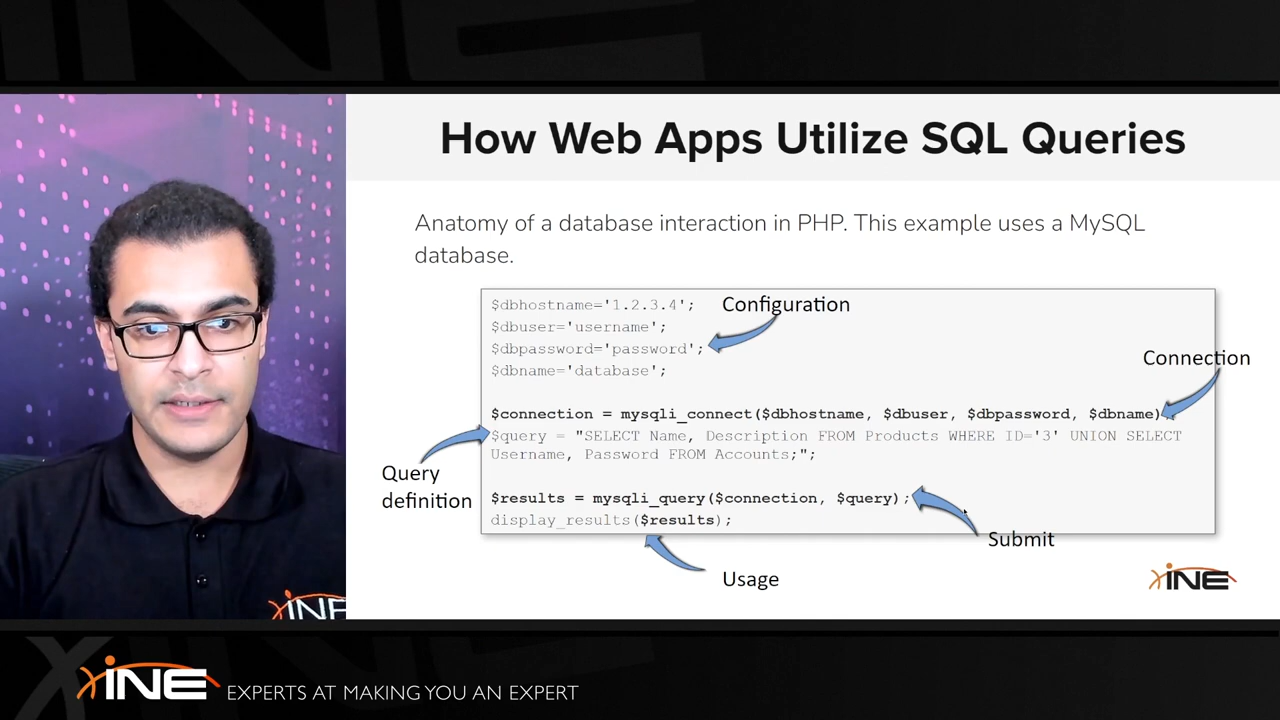 How Web Apps Utilize SQL Queries
Anatomy of a database interaction in PHP. This example uses a MySQL
database.
$dbhostname='1.2.3.4';
Configuration
$dbuser='username';
$dbpassword='password';
$dbname='database';
Connection
$connection = mysqli_connect($dbhostname, $dbuser, $dbpassword, $dbname)
$query = "SELECT Name, Description FROM Products WHERE ID='3' UNION SELECT
Username, Password FROM Accounts;";
Query
definition
$results = mysqli_query($connection, $query);
display_results($results);
Submit
Usage
INE
INE
INE EXPERTS AT MAKING YOU AN EXPERT